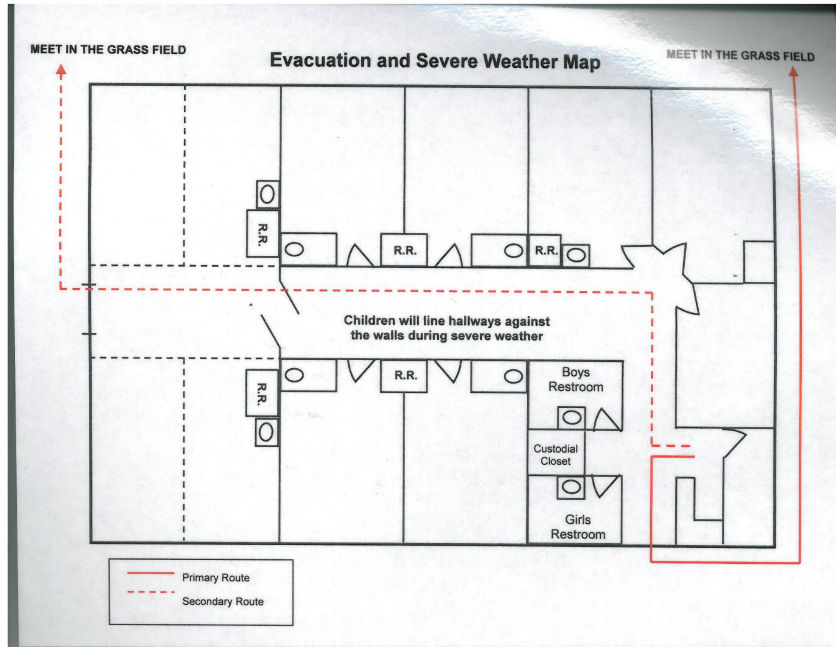 MEET IN THE GRASS FIELD
Evacuation and Severe Weather Map
MEET IN THE GRASS FIELD
R.R.
R.R.
R.R.
Children will line hallways against
the walls during severe weather
R.R.
R.R.
Boys
Restroom
Custodial
Closet
Girls
Restroom
Primary Route
Secondary Route